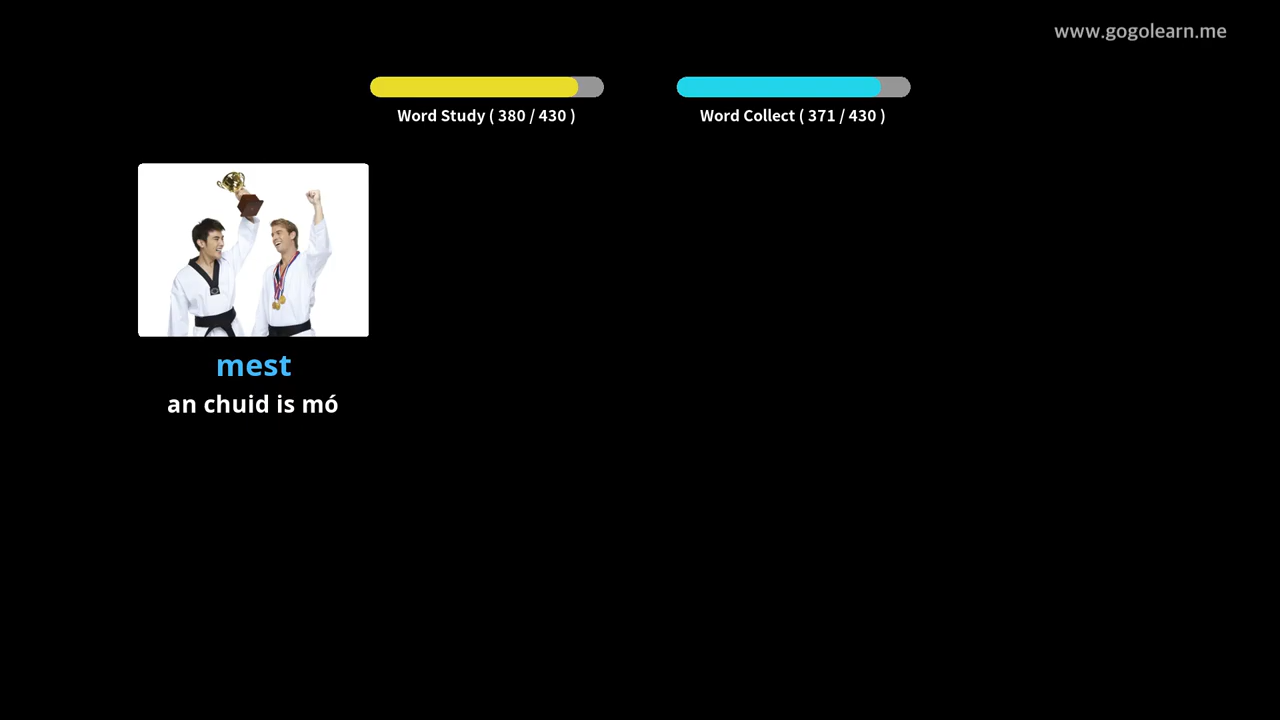 www.gogolearn.me
Word Study ( 380 / 430 )
Word Collect ( 371 / 430 )
mest
an chuid is mó